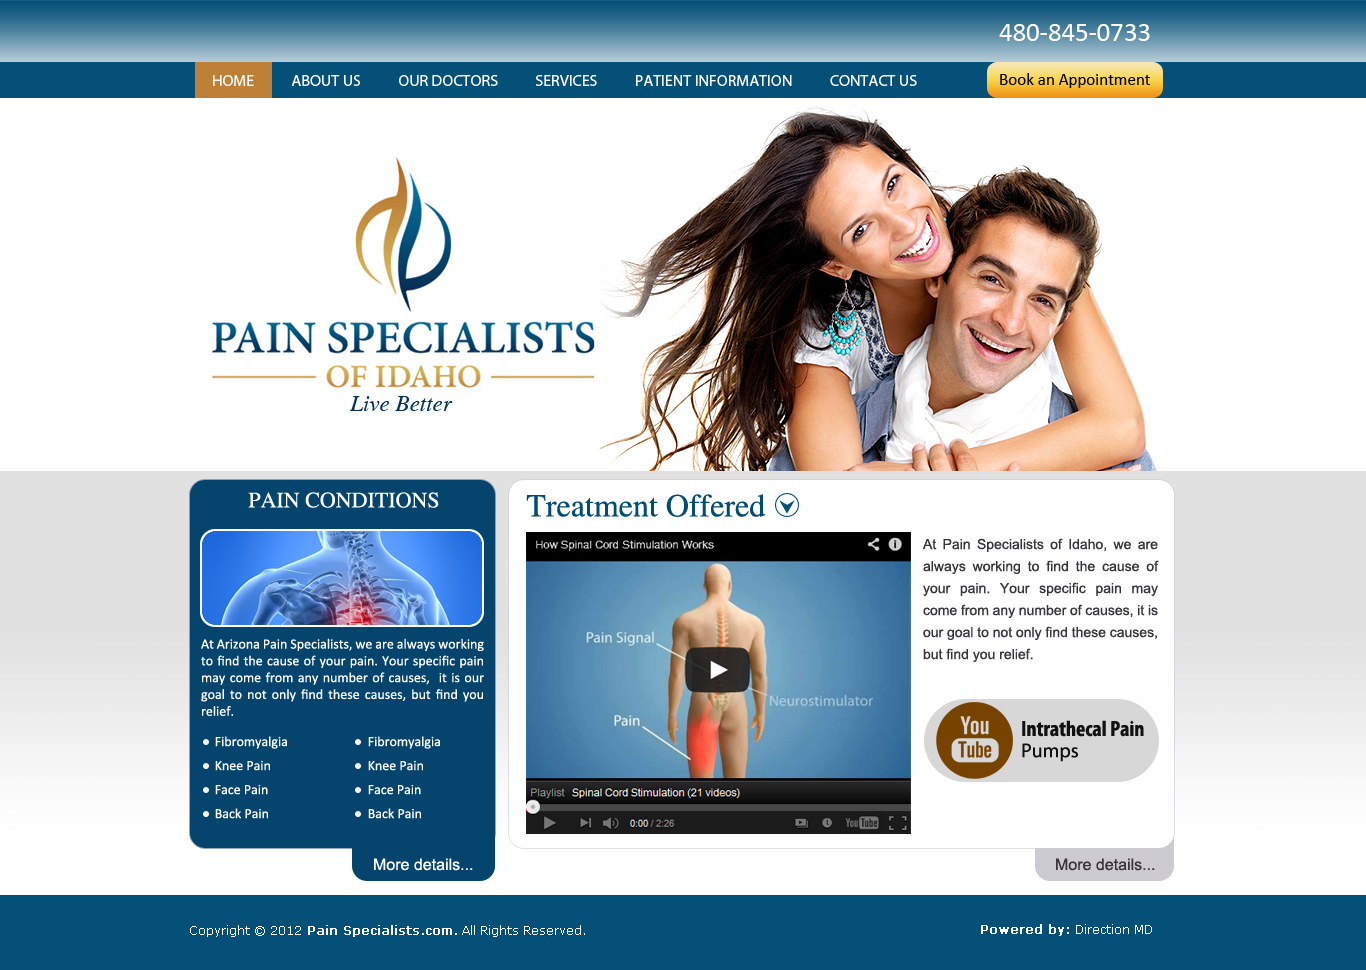 480-845-0733
HOME ABOUT US OUR DOCTORS SERVICES PATIENT INFORMATION CONTACT US Book an Appointment
PAIN SPECIALISTS
OF IDAHO
Live Better
PAIN CONDITIONS
At Arizona Pain Specialists, we are always working
to find the cause of your pain. Your specific pain
may come from any number of causes, it is our
goal to not only find these causes, but find you
relief.
• Fibromyalgia • Fibromyalgia
• Knee Pain • Knee Pain
• Face Pain • Face Pain
• Back Pain • Back Pain
More details...
Treatment Offered
How Spinal Cord Stimulation Works
Pain Signal
Neurostimulator
Pain
Playlist Spinal Cord Stimulation (21 videos)
0:00 / 2:26 YouTube
At Pain Specialists of Idaho, we are
always working to find the cause of
your pain. Your specific pain may
come from any number of causes, it is
our goal to not only find these causes,
but find you relief.
You
Tube
Intrathecal Pain
Pumps
More details...
Copyright © 2012 Pain Specialists.com. All Rights Reserved.
Powered by: Direction MD